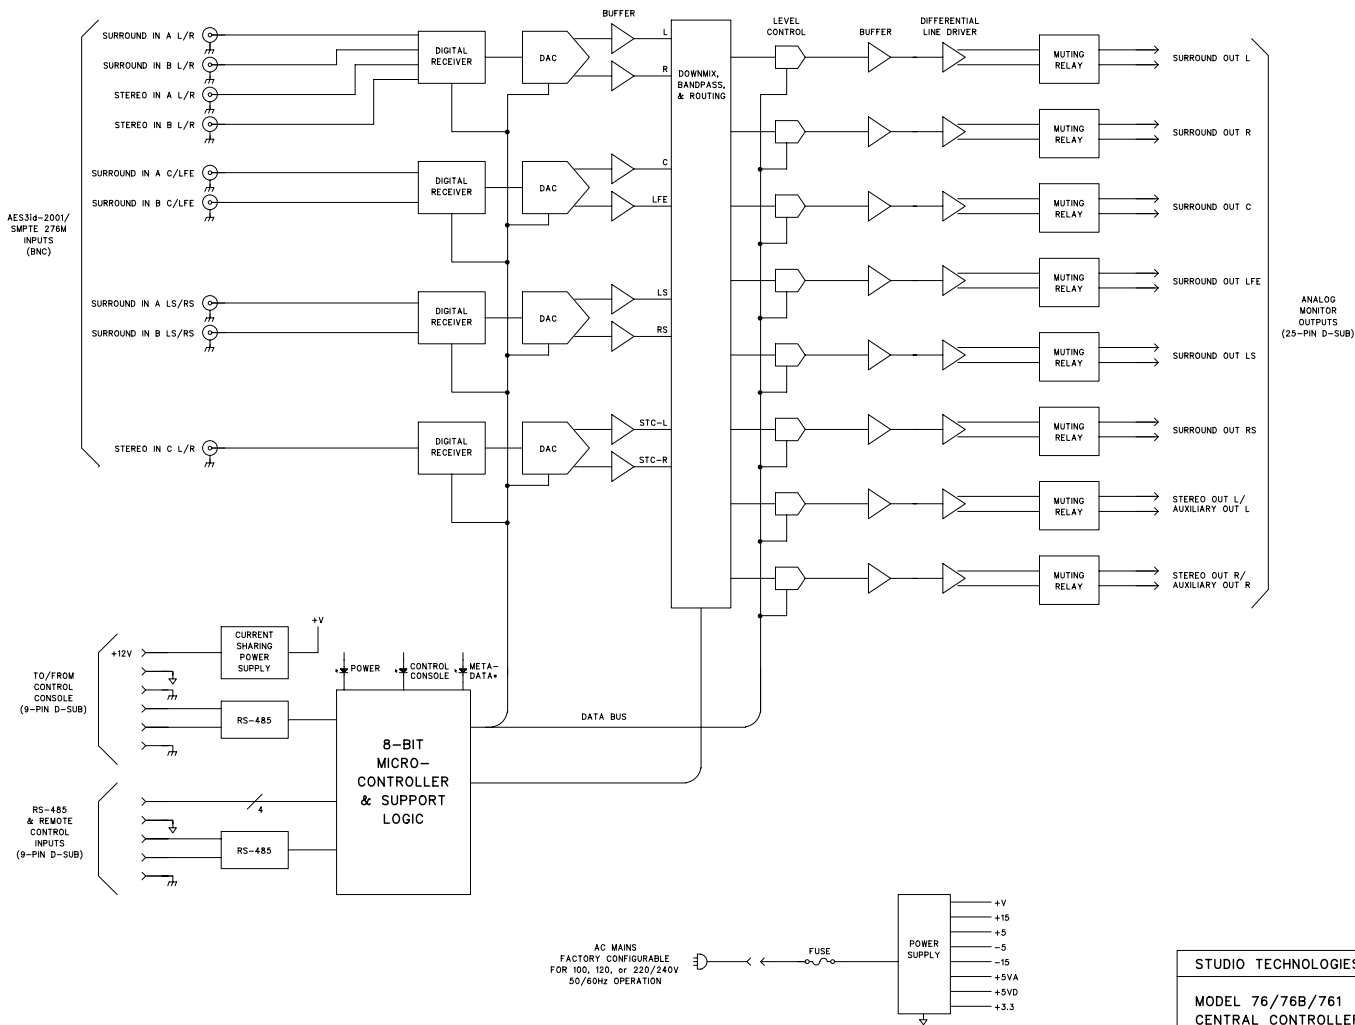 BUFFER
LEVEL
CONTROL
BUFFER
DIFFERENTIAL
LINE DRIVER
SURROUND IN A L/R
SURROUND IN B L/R
STEREO IN A L/R
STEREO IN B L/R
DIGITAL
RECEIVER
DAC
L
R
DOWNMIX,
BANDPASS,
& ROUTING
MUTING
RELAY
SURROUND OUT L
MUTING
RELAY
SURROUND OUT R
SURROUND IN A C/LFE
SURROUND IN B C/LFE
DIGITAL
RECEIVER
DAC
C
LFE
MUTING
RELAY
SURROUND OUT C
AES3id-2001/
SMPTE 276M
INPUTS
(BNC)
MUTING
RELAY
SURROUND OUT LFE
SURROUND IN A LS/RS
SURROUND IN B LS/RS
DIGITAL
RECEIVER
DAC
LS
RS
MUTING
RELAY
SURROUND OUT LS
ANALOG
MONITOR
OUTPUTS
(25-PIN D-SUB)
STEREO IN C L/R
DIGITAL
RECEIVER
DAC
STC-L
STC-R
MUTING
RELAY
SURROUND OUT RS
MUTING
RELAY
STEREO OUT L/
AUXILIARY OUT L
MUTING
RELAY
STEREO OUT R/
AUXILIARY OUT R
TO/FROM
CONTROL
CONSOLE
(9-PIN D-SUB)
+12V
CURRENT
SHARING
POWER
SUPPLY
+V
RS-485
POWER
CONTROL
CONSOLE
META-
DATA*
DATA BUS
8-BIT
MICRO-
CONTROLLER
& SUPPORT
LOGIC
RS-485
& REMOTE
CONTROL
INPUTS
(9-PIN D-SUB)
4
RS-485
AC MAINS
FACTORY CONFIGURABLE
FOR 100, 120, or 220/240V
50/60Hz OPERATION
FUSE
POWER
SUPPLY
+V
+15
+5
-5
-15
+5VA
+5VD
+3.3
STUDIO TECHNOLOGIES
MODEL 76/76B/761
CENTRAL CONTROLLER